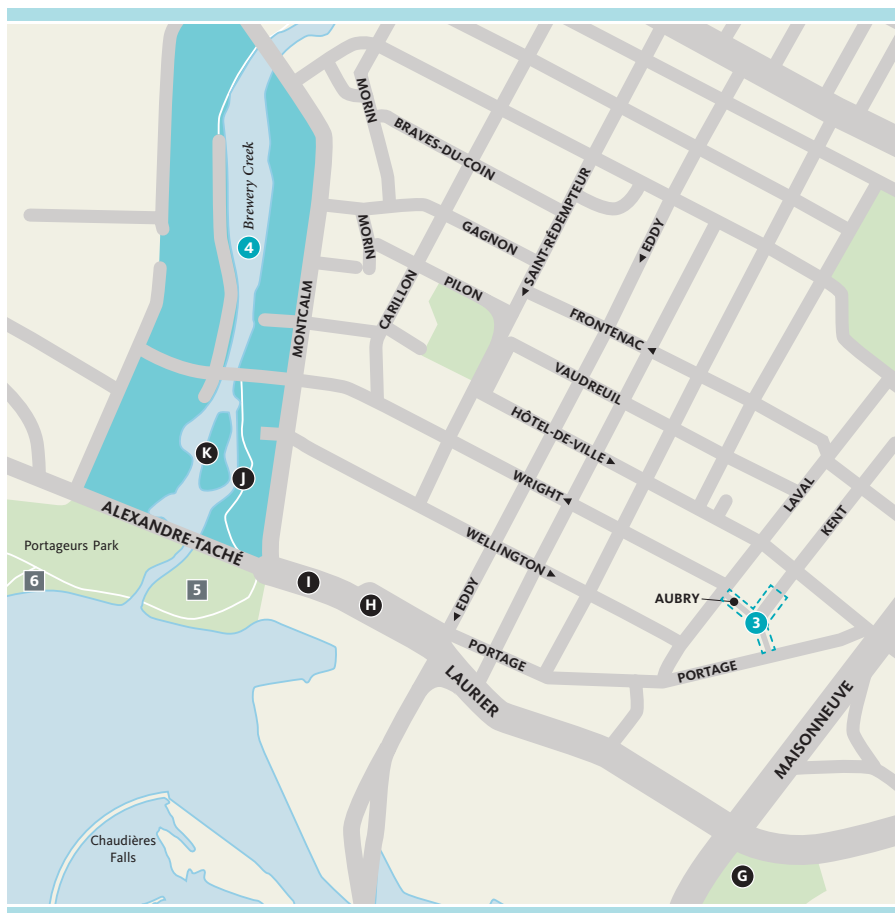 MORIN
BRAVES-DU-COIN
Brewery Creek
4
SAINT-RÉDEMPTEUR
EDDY
GAGNON
MORIN
PILON
CARILLON
MONTCALM
FRONTENAC
VAUDREUIL
HÔTEL-DE-VILLE
K
J
WRIGHT
LAVAL
KENT
ALEXANDRE-TACHÉ
WELLINGTON
Portageurs Park
6
5
I
H
EDDY
AUBRY
3
PORTAGE
PORTAGE
LAURIER
MAISONNEUVE
Chaudières
Falls
G